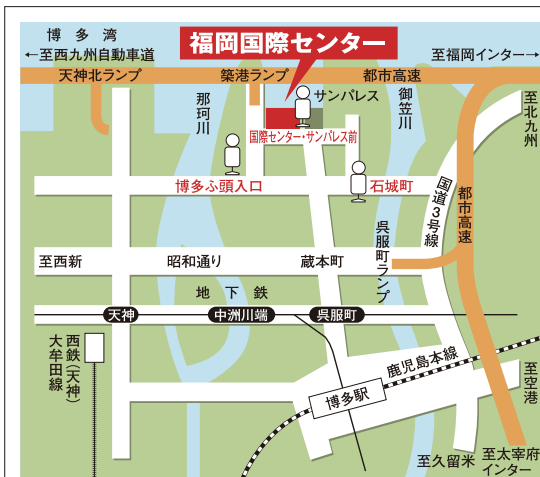 博多湾
福岡国際センター
←至西九州自動車道
至福岡インター→
天神北ランプ
築港ランプ
都市高速
サンパレス
那珂川
御笠川
至北九州
国際センター・サンパレス前
博多ふ頭入口
石城町
国道3号線
都市高速
呉服町ランプ
至西新
昭和通り
蔵本町
地下鉄
天神
中洲川端
呉服町
西鉄(天神)
大牟田線
鹿児島本線
博多駅
至空港
至久留米
至太宰府
インター